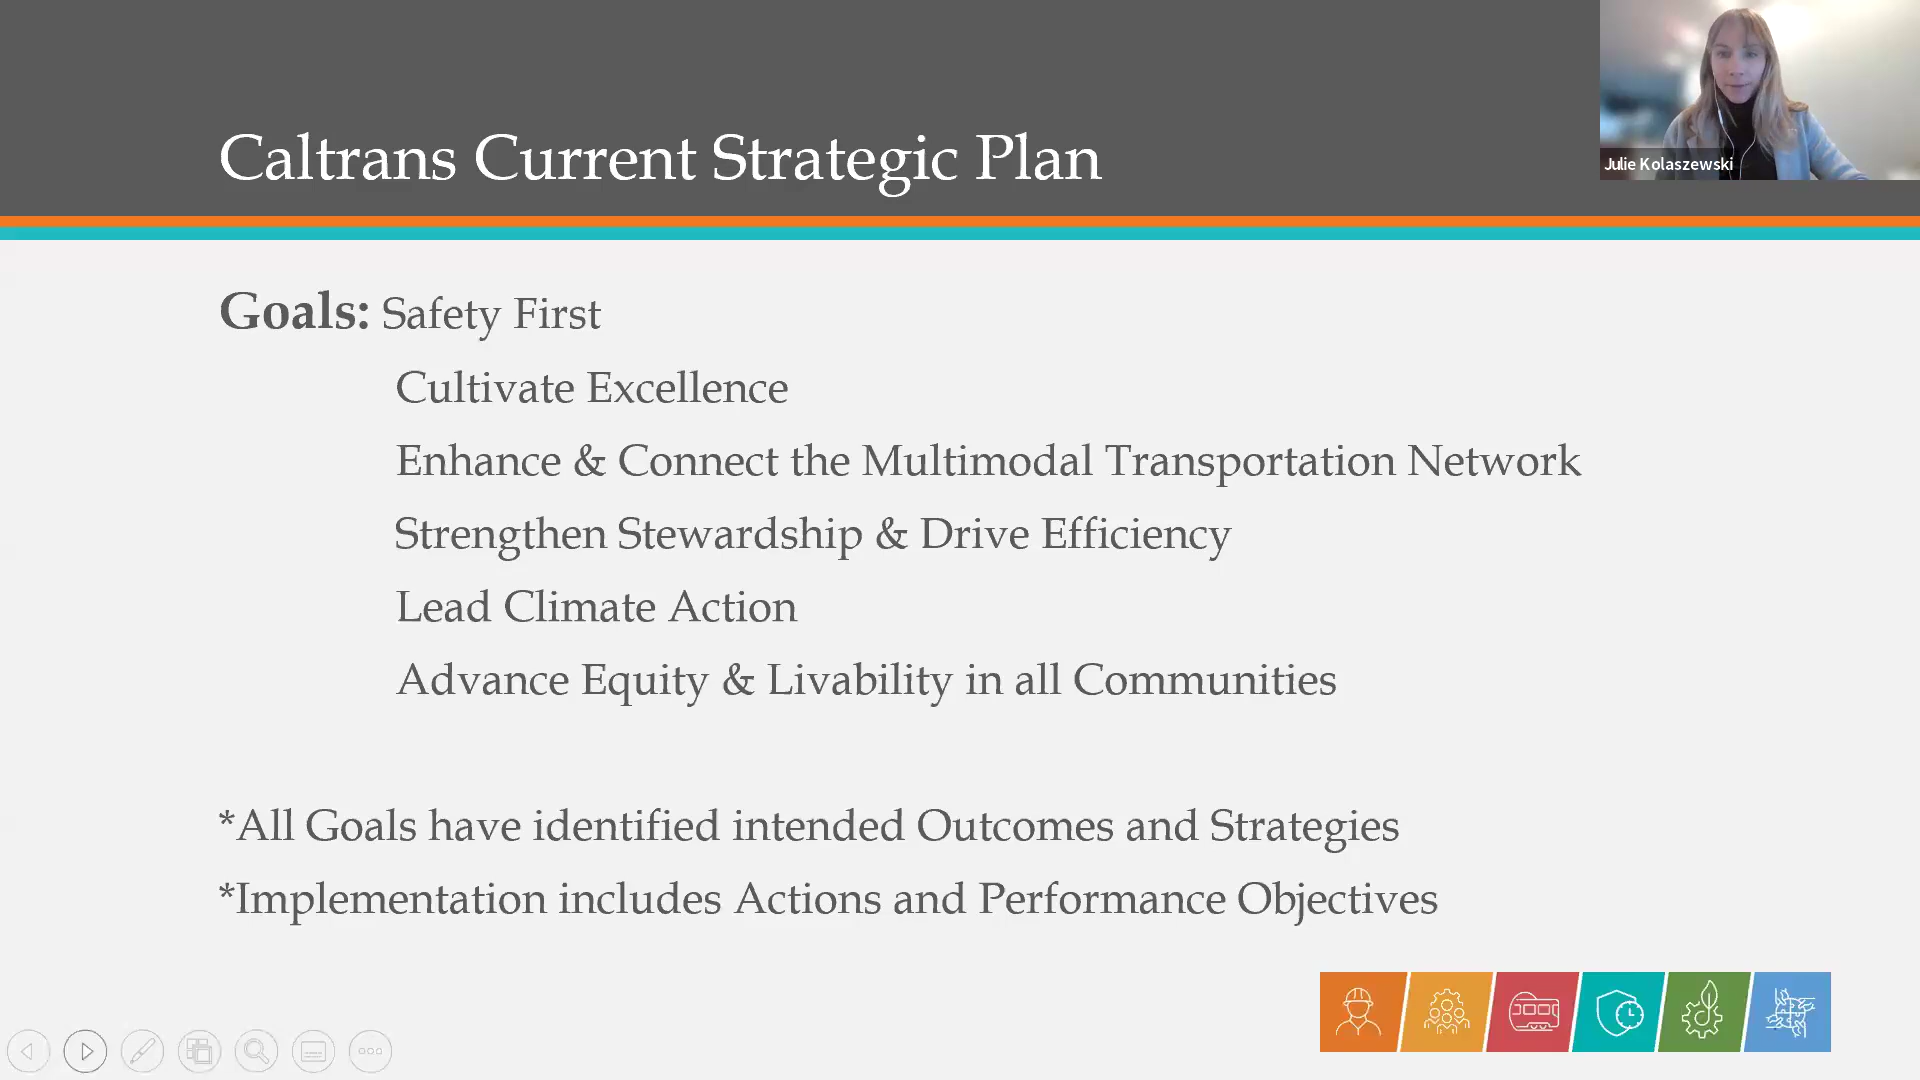 Caltrans Current Strategic Plan
Julie Kolaszewski
Goals: Safety First
Cultivate Excellence
Enhance & Connect the Multimodal Transportation Network
Strengthen Stewardship & Drive Efficiency
Lead Climate Action
Advance Equity & Livability in all Communities
*All Goals have identified intended Outcomes and Strategies
*Implementation includes Actions and Performance Objectives